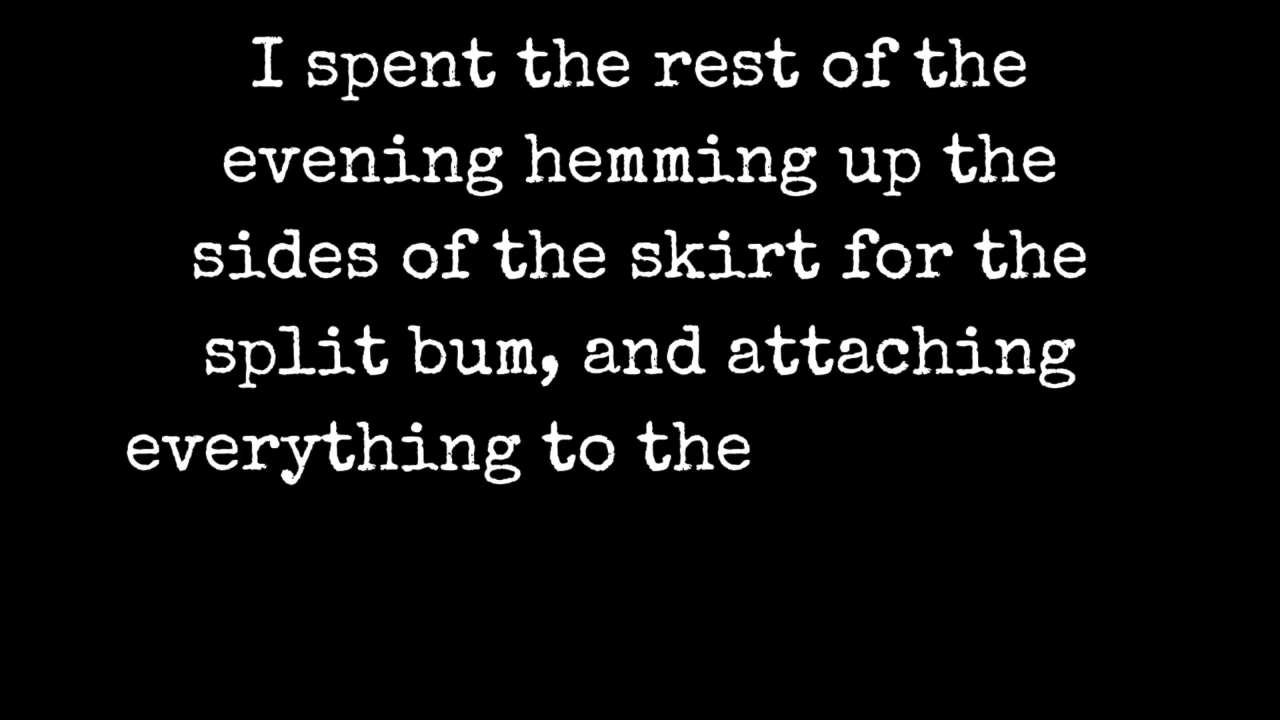 I spent the rest of the
evening hemming up the
sides of the skirt for the
split bum, and attaching
everything to the